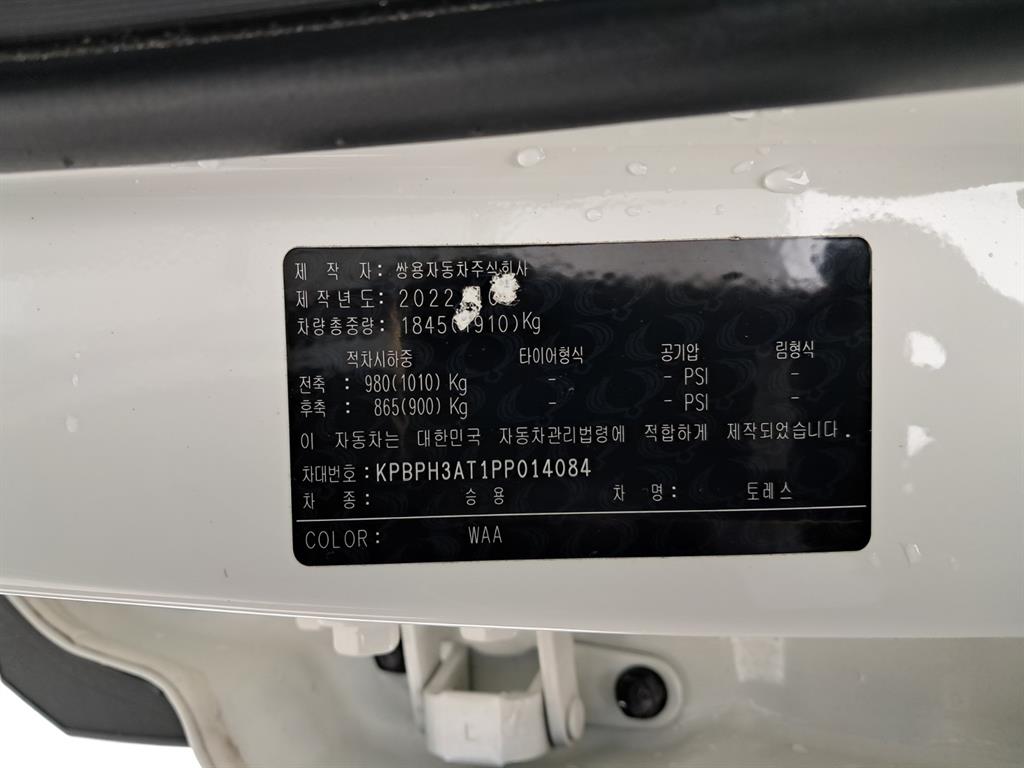 제 작 자: 쌍용자동차주식회사
제작년도: 2022
차량총중량: 1845( 910)Kg
적차시하중 타이어형식 공기압 림형식
전축 : 980(1010) Kg - - PSI -
후축 : 865(900) Kg - - PSI -
이 자동차는 대한민국 자동차관리법령에 적합하게 제작되었습니다.
차대번호: KPBPH3AT1PP014084
차 종: 승 용 차 명: 토레스
COLOR: WAA
L